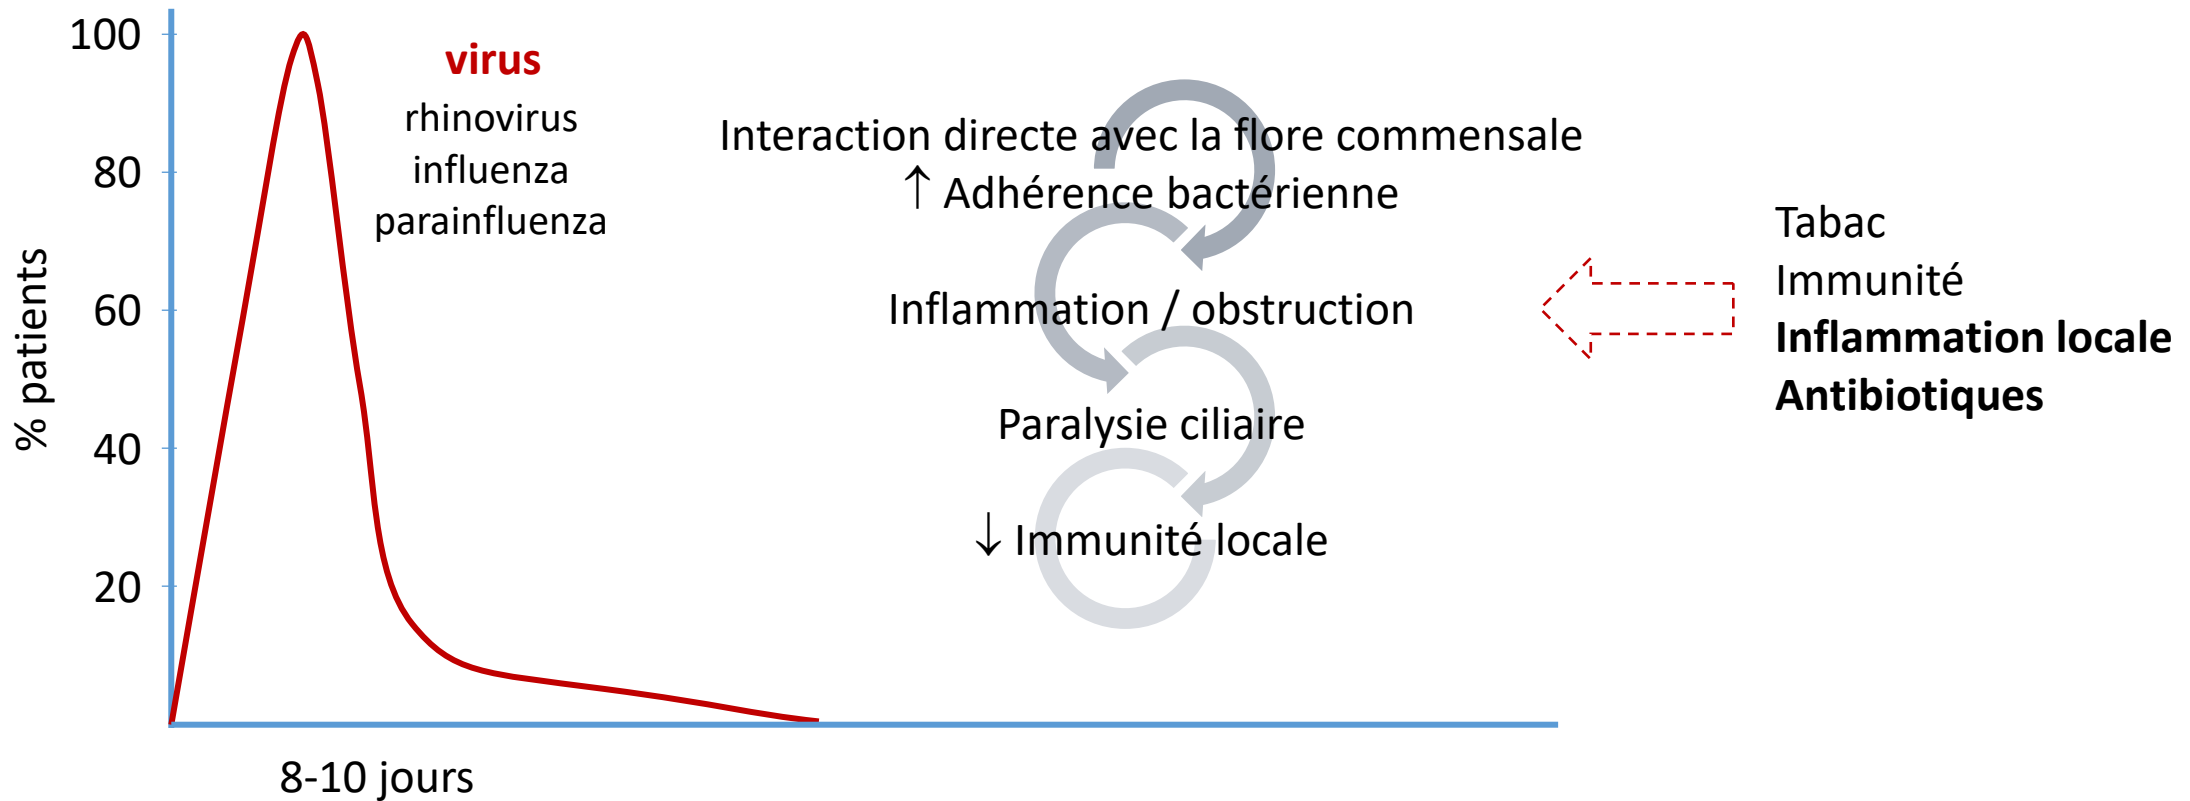 % patients
100
80
60
40
20
8-10 jours
virus
rhinovirus
influenza
parainfluenza
Interaction directe avec la flore commensale
↑ Adhérence bactérienne
Inflammation / obstruction
Paralysie ciliaire
↓ Immunité locale
Tabac
Immunité
Inflammation locale
Antibiotiques